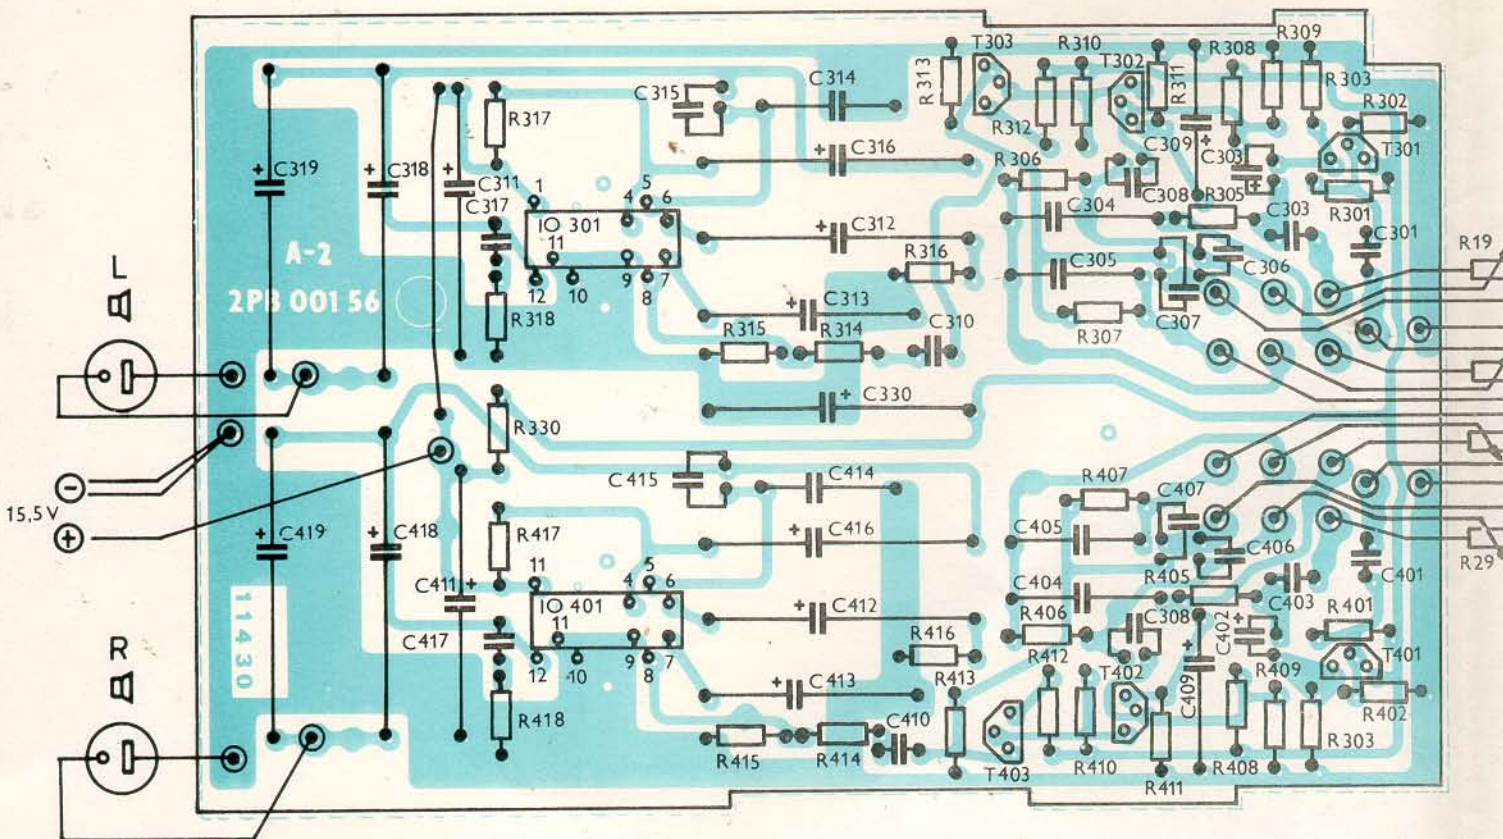 T303
R310
R309
R308
T302
R313
R311
R303
C315
C314
R302
R317
R312
C309
T301
C316
R306
C303
C319
C318
C311
C308
R305
1
5
4
6
C304
R301
C317
IO 301
C312
C303
C301
A-2
11
R316
C305
C306
R19
L
12
10
9
8
7
2PB 001 56
R318
C313
C307
R315
R314
C310
R307
C330
R330
15,5 V
−
+
C415
C414
R407
C407
R417
C416
C405
C419
C418
C406
R29
11
5
4
6
C411
R405
C401
C404
IO 401
C412
C403
R401
R406
C308
C402
11430
C417
11
R416
R412
T401
12
10
9
8
7
R413
T402
R409
R
C413
C409
R402
R418
C410
R415
R414
T403
R410
R411
R408
R303